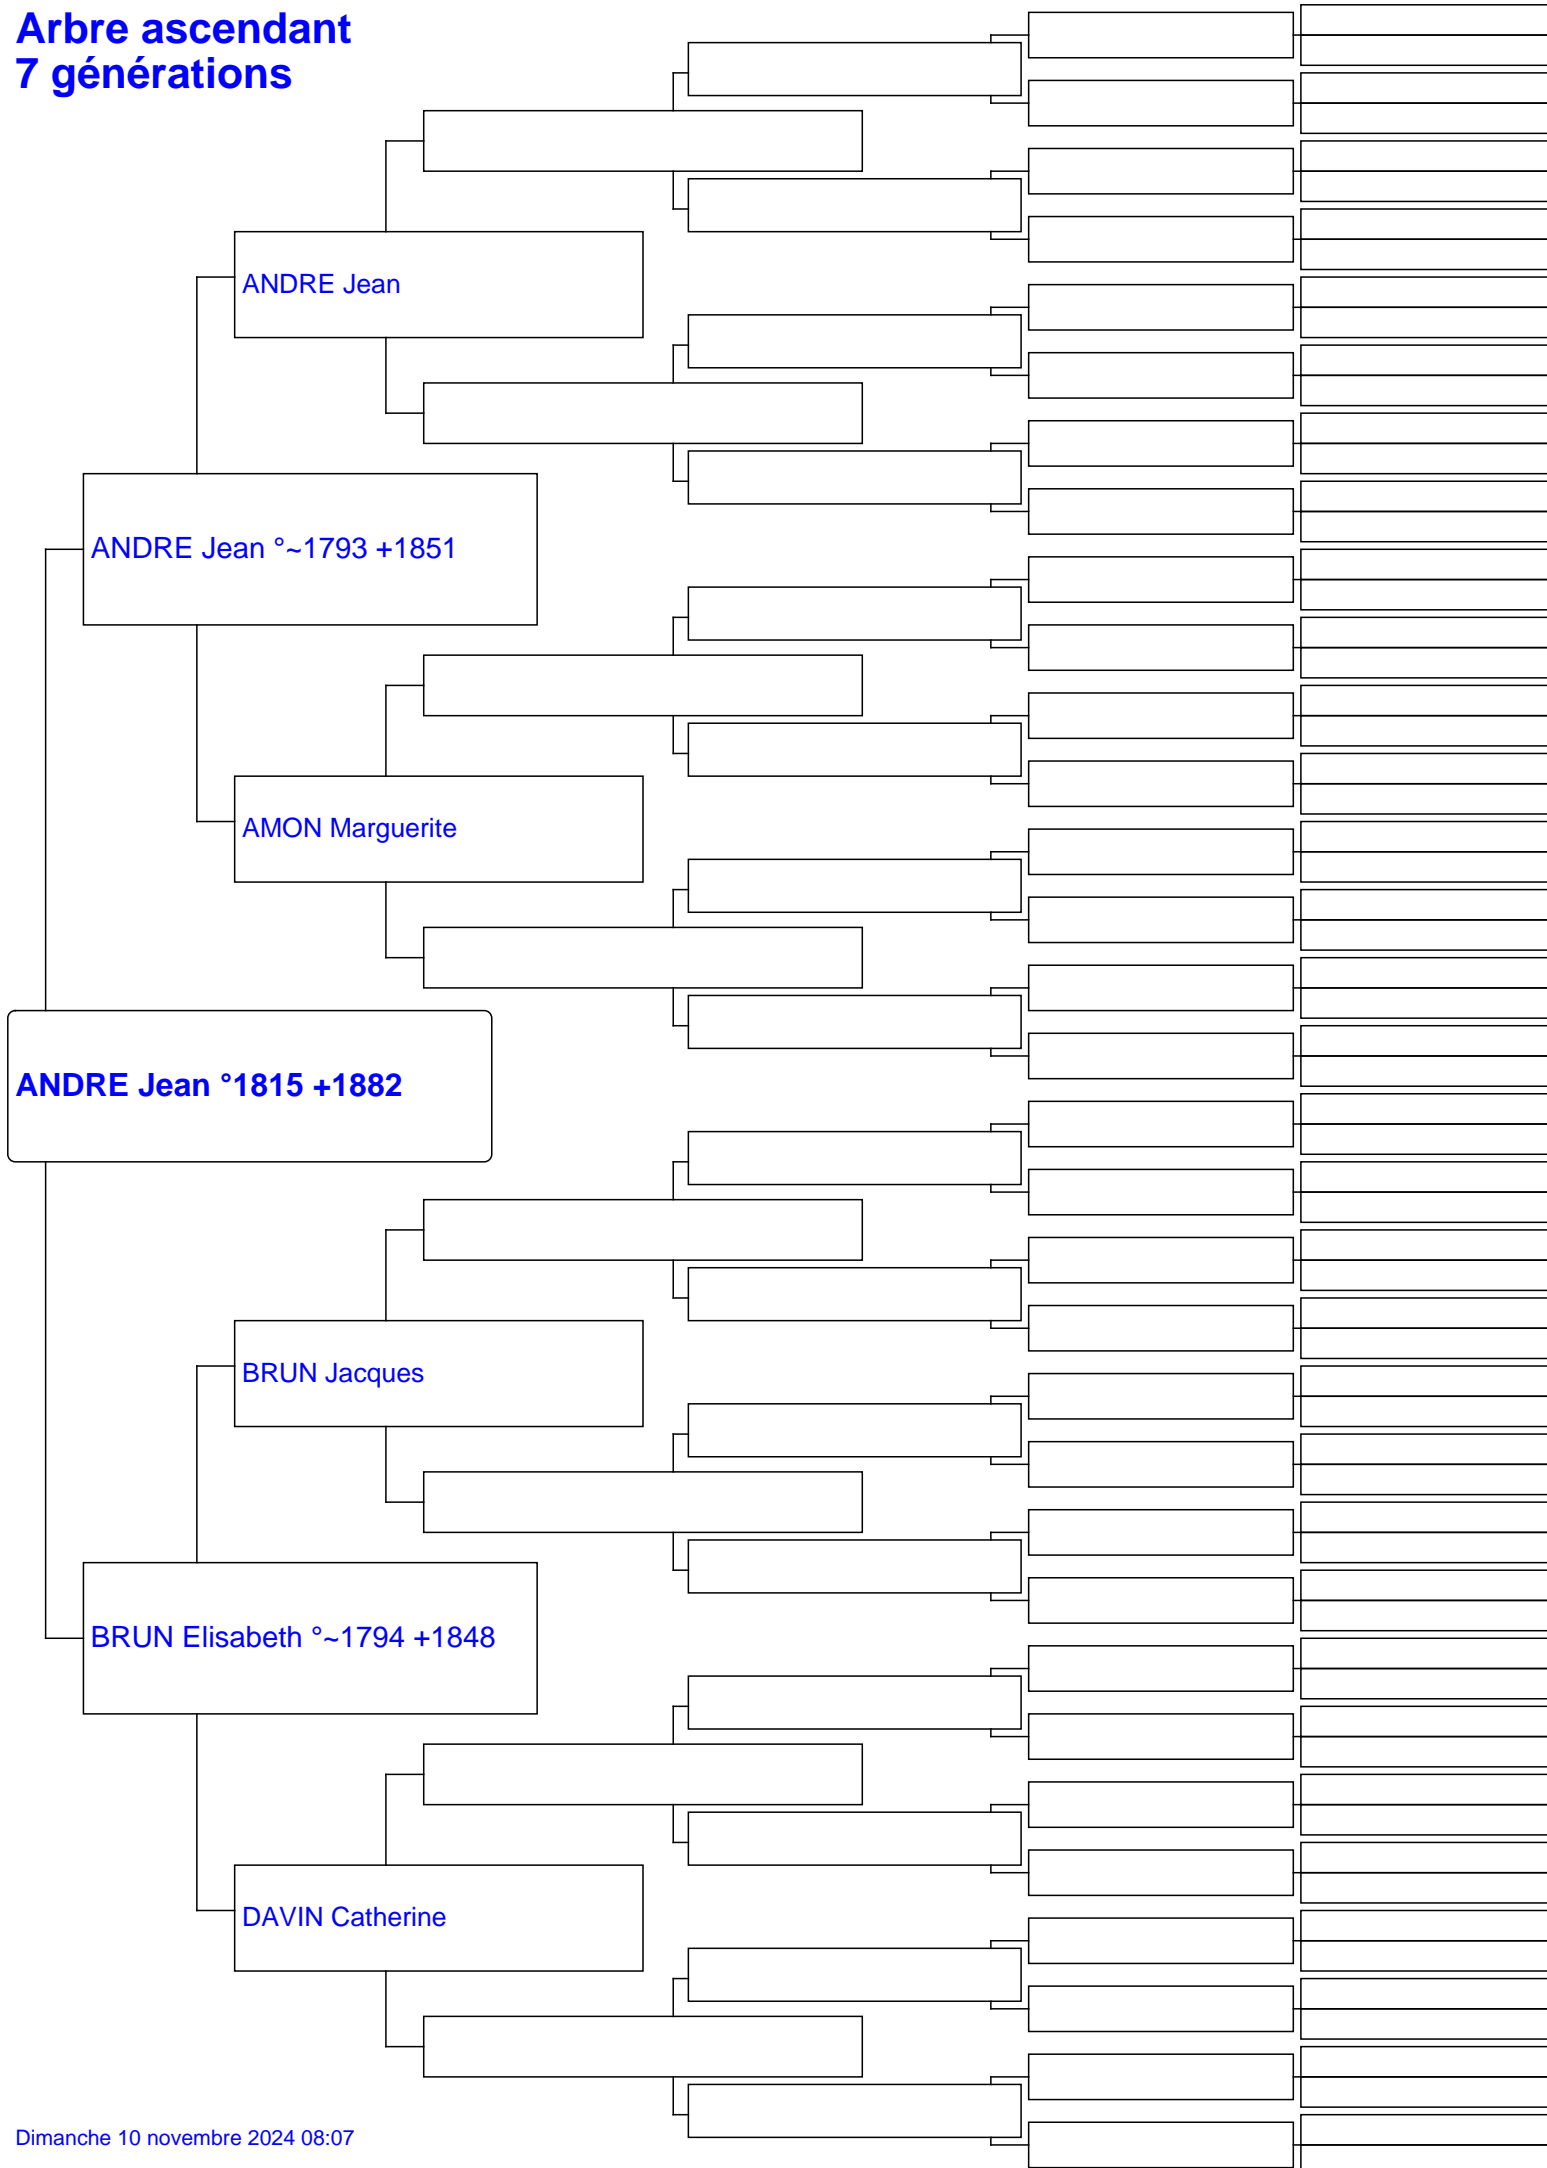 Arbre ascendant
7 générations
ANDRE Jean
ANDRE Jean °~1793 +1851
AMON Marguerite
ANDRE Jean °1815 +1882
BRUN Jacques
BRUN Elisabeth °~1794 +1848
DAVIN Catherine
Dimanche 10 novembre 2024 08:07